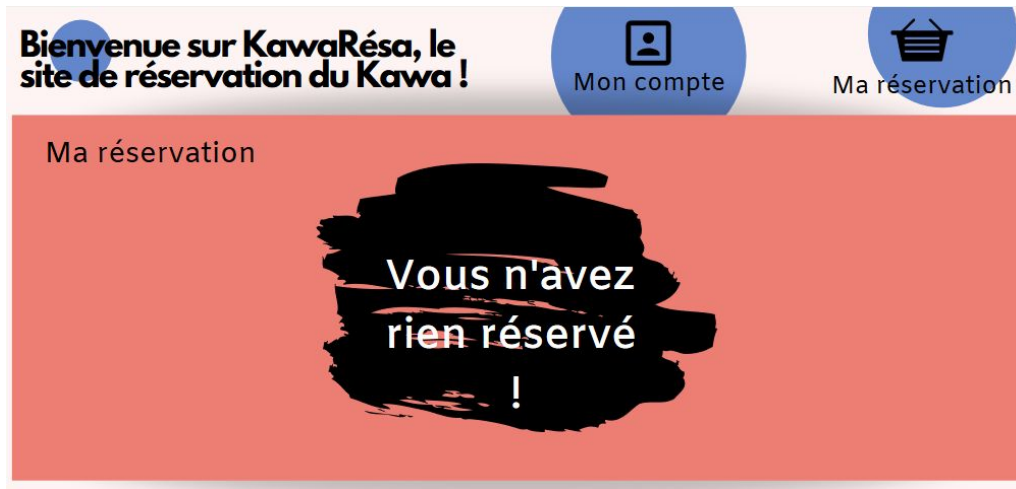 Bienvenue sur KawaRésa, le
site de réservation du Kawa !
Mon compte
Ma réservation
Ma réservation
Vous n'avez
rien réservé
!